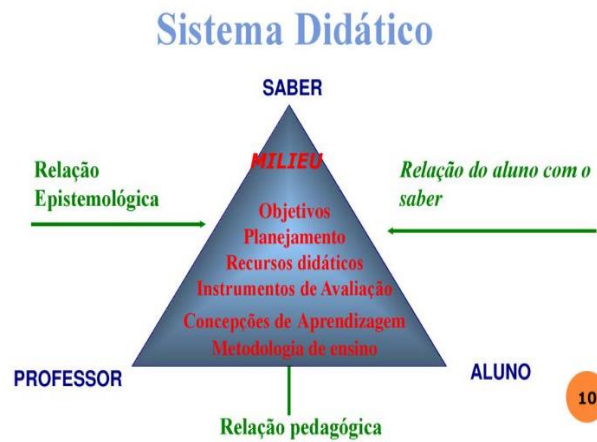 Sistema Didático
SABER
MILIEU
Relação
Epistemológica
Relação do aluno com o
saber
Objetivos
Planejamento
Recursos didáticos
Instrumentos de Avaliação
Concepções de Aprendizagem
Metodologia de ensino
PROFESSOR
ALUNO
10
Relação pedagógica